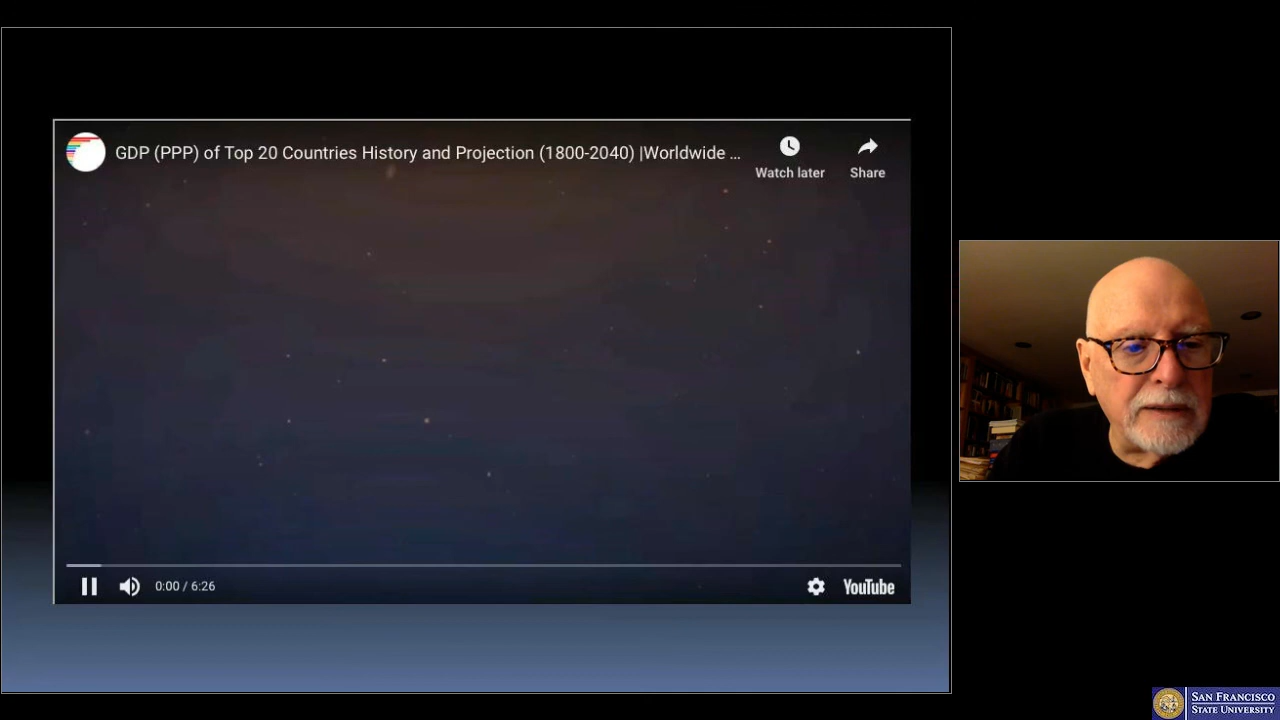 GDP (PPP) of Top 20 Countries History and Projection (1800-2040) |Worldwide ...
Watch later
Share
0:00 / 6:26
YouTube
SAN FRANCISCO
STATE UNIVERSITY